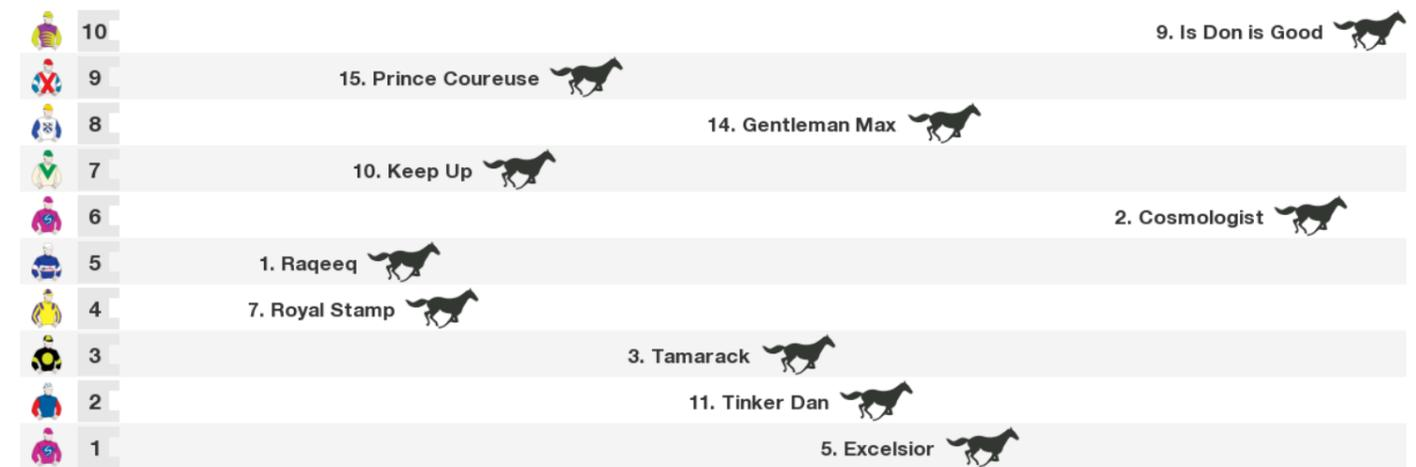 10 9. Is Don is Good
9 15. Prince Coureuse
8 14. Gentleman Max
7 10. Keep Up
6 2. Cosmologist
5 1. Raqeeq
4 7. Royal Stamp
3 3. Tamarack
2 11. Tinker Dan
1 5. Excelsior